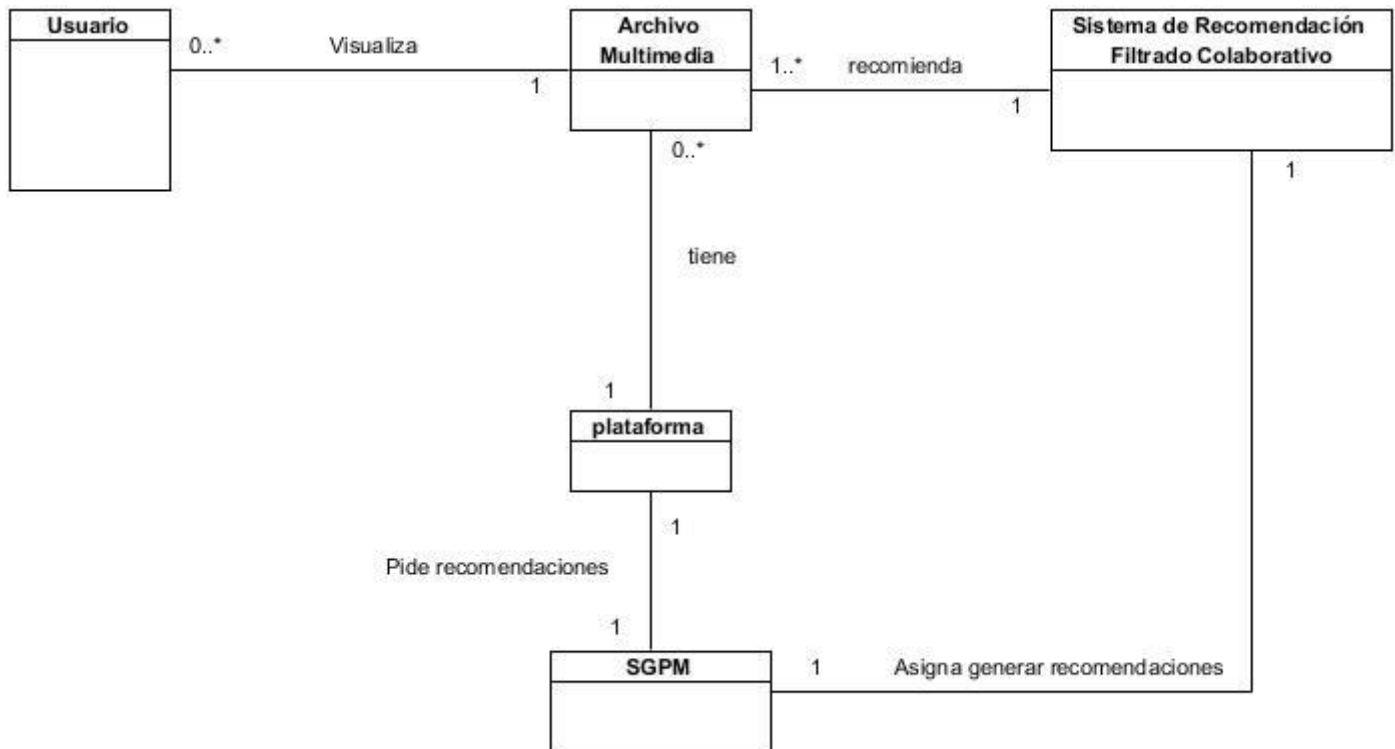 Usuario
0..*
Visualiza
1
Archivo
Multimedia
1..*
recomienda
1
Sistema de Recomendación
Filtrado Colaborativo
0..*
1
tiene
1
plataforma
1
Pide recomendaciones
1
SGPM
1
Asigna generar recomendaciones